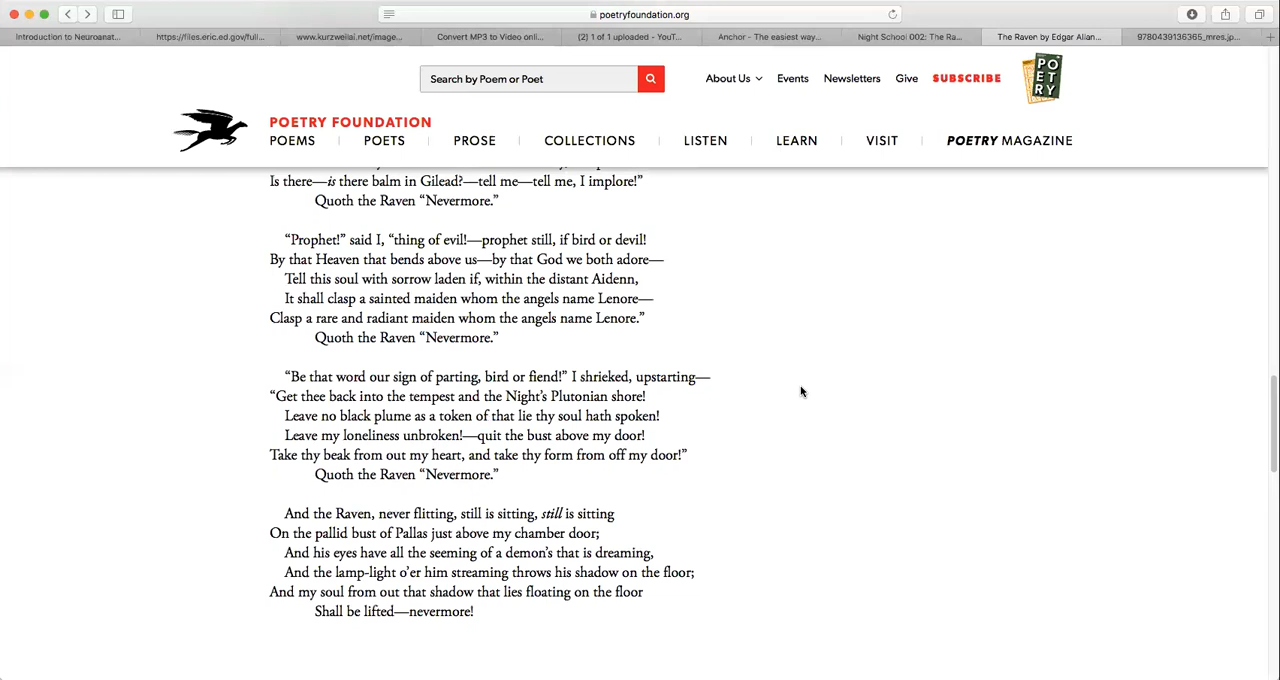 poetryfoundation.org
Introduction to Neuroanat... https://files.eric.ed.gov/full... www.kurzweilai.net/image... Convert MP3 to Video onli... (2) 1 of 1 uploaded - YouT... Anchor - The easiest way... Night School 002: The Ra... The Raven by Edgar Allan... 9780439136365_mres.jp...
Search by Poem or Poet About Us Events Newsletters Give SUBSCRIBE
PO
ET
RY
POETRY FOUNDATION
POEMS POETS PROSE COLLECTIONS LISTEN LEARN VISIT POETRY MAGAZINE
Is there—is there balm in Gilead?—tell me—tell me, I implore!”
Quoth the Raven “Nevermore.”
“Prophet!” said I, “thing of evil!—prophet still, if bird or devil!
By that Heaven that bends above us—by that God we both adore—
Tell this soul with sorrow laden if, within the distant Aidenn,
It shall clasp a sainted maiden whom the angels name Lenore—
Clasp a rare and radiant maiden whom the angels name Lenore.”
Quoth the Raven “Nevermore.”
“Be that word our sign of parting, bird or fiend!” I shrieked, upstarting—
“Get thee back into the tempest and the Night’s Plutonian shore!
Leave no black plume as a token of that lie thy soul hath spoken!
Leave my loneliness unbroken!—quit the bust above my door!
Take thy beak from out my heart, and take thy form from off my door!”
Quoth the Raven “Nevermore.”
And the Raven, never flitting, still is sitting, still is sitting
On the pallid bust of Pallas just above my chamber door;
And his eyes have all the seeming of a demon’s that is dreaming,
And the lamp-light o’er him streaming throws his shadow on the floor;
And my soul from out that shadow that lies floating on the floor
Shall be lifted—nevermore!